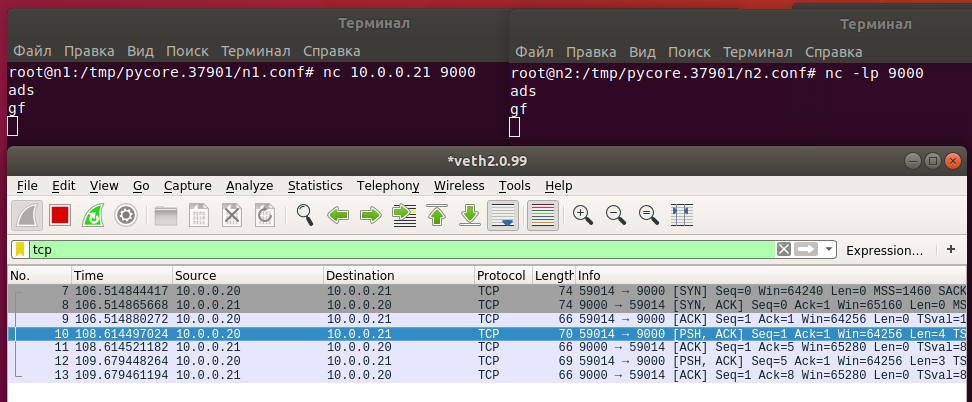 Терминал
Файл Правка Вид Поиск Терминал Справка
root@n1:/tmp/pycore.37901/n1.conf# nc 10.0.0.21 9000
ads
gf
Терминал
Файл Правка Вид Поиск Терминал Справка
root@n2:/tmp/pycore.37901/n2.conf# nc -lp 9000
ads
gf
*veth2.0.99
File Edit View Go Capture Analyze Statistics Telephony Wireless Tools Help
tcp Expression… +
No. Time Source Destination Protocol Length Info
7 106.514844417 10.0.0.20 10.0.0.21 TCP 74 59014 → 9000 [SYN] Seq=0 Win=64240 Len=0 MSS=1460 SACK
8 106.514865668 10.0.0.21 10.0.0.20 TCP 74 9000 → 59014 [SYN, ACK] Seq=0 Ack=1 Win=65160 Len=0 MS
9 106.514880272 10.0.0.20 10.0.0.21 TCP 66 59014 → 9000 [ACK] Seq=1 Ack=1 Win=64256 Len=0 TSval=1
10 108.614497024 10.0.0.20 10.0.0.21 TCP 70 59014 → 9000 [PSH, ACK] Seq=1 Ack=1 Win=64256 Len=4 TS
11 108.614521182 10.0.0.21 10.0.0.20 TCP 66 9000 → 59014 [ACK] Seq=1 Ack=5 Win=65280 Len=0 TSval=8
12 109.679448264 10.0.0.20 10.0.0.21 TCP 69 59014 → 9000 [PSH, ACK] Seq=5 Ack=1 Win=64256 Len=3 TS
13 109.679461194 10.0.0.21 10.0.0.20 TCP 66 9000 → 59014 [ACK] Seq=1 Ack=8 Win=65280 Len=0 TSval=8